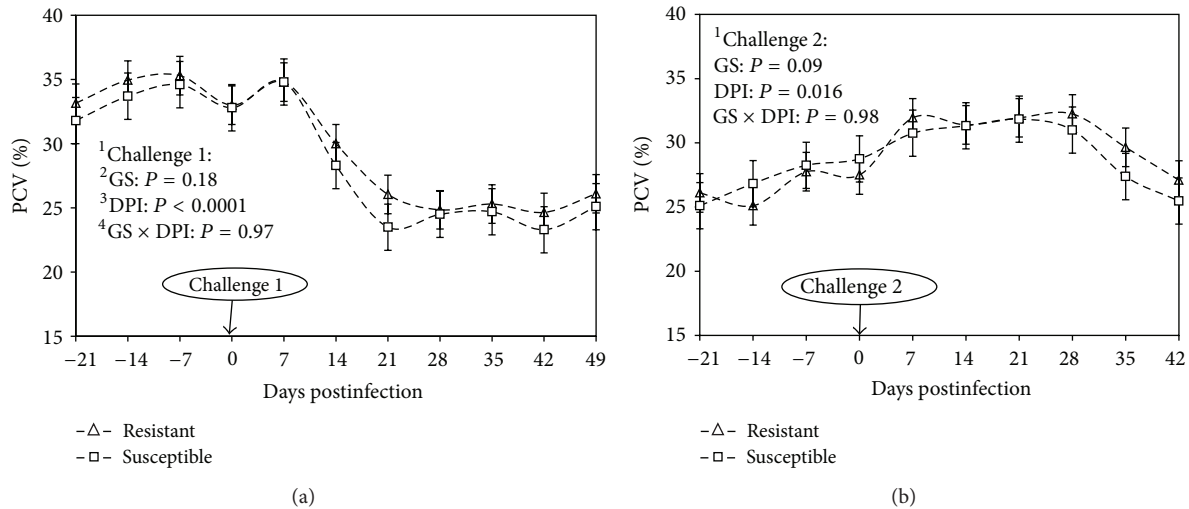 40
35
30
25
20
15
PCV (%)
¹Challenge 1:
²GS: P = 0.18
³DPI: P < 0.0001
⁴GS × DPI: P = 0.97
Challenge 1
−21 −14 −7 0 7 14 21 28 35 42 49
Days postinfection
Resistant
Susceptible
(a)
40
35
30
25
20
15
PCV (%)
¹Challenge 2:
GS: P = 0.09
DPI: P = 0.016
GS × DPI: P = 0.98
Challenge 2
−21 −14 −7 0 7 14 21 28 35 42
Days postinfection
Resistant
Susceptible
(b)